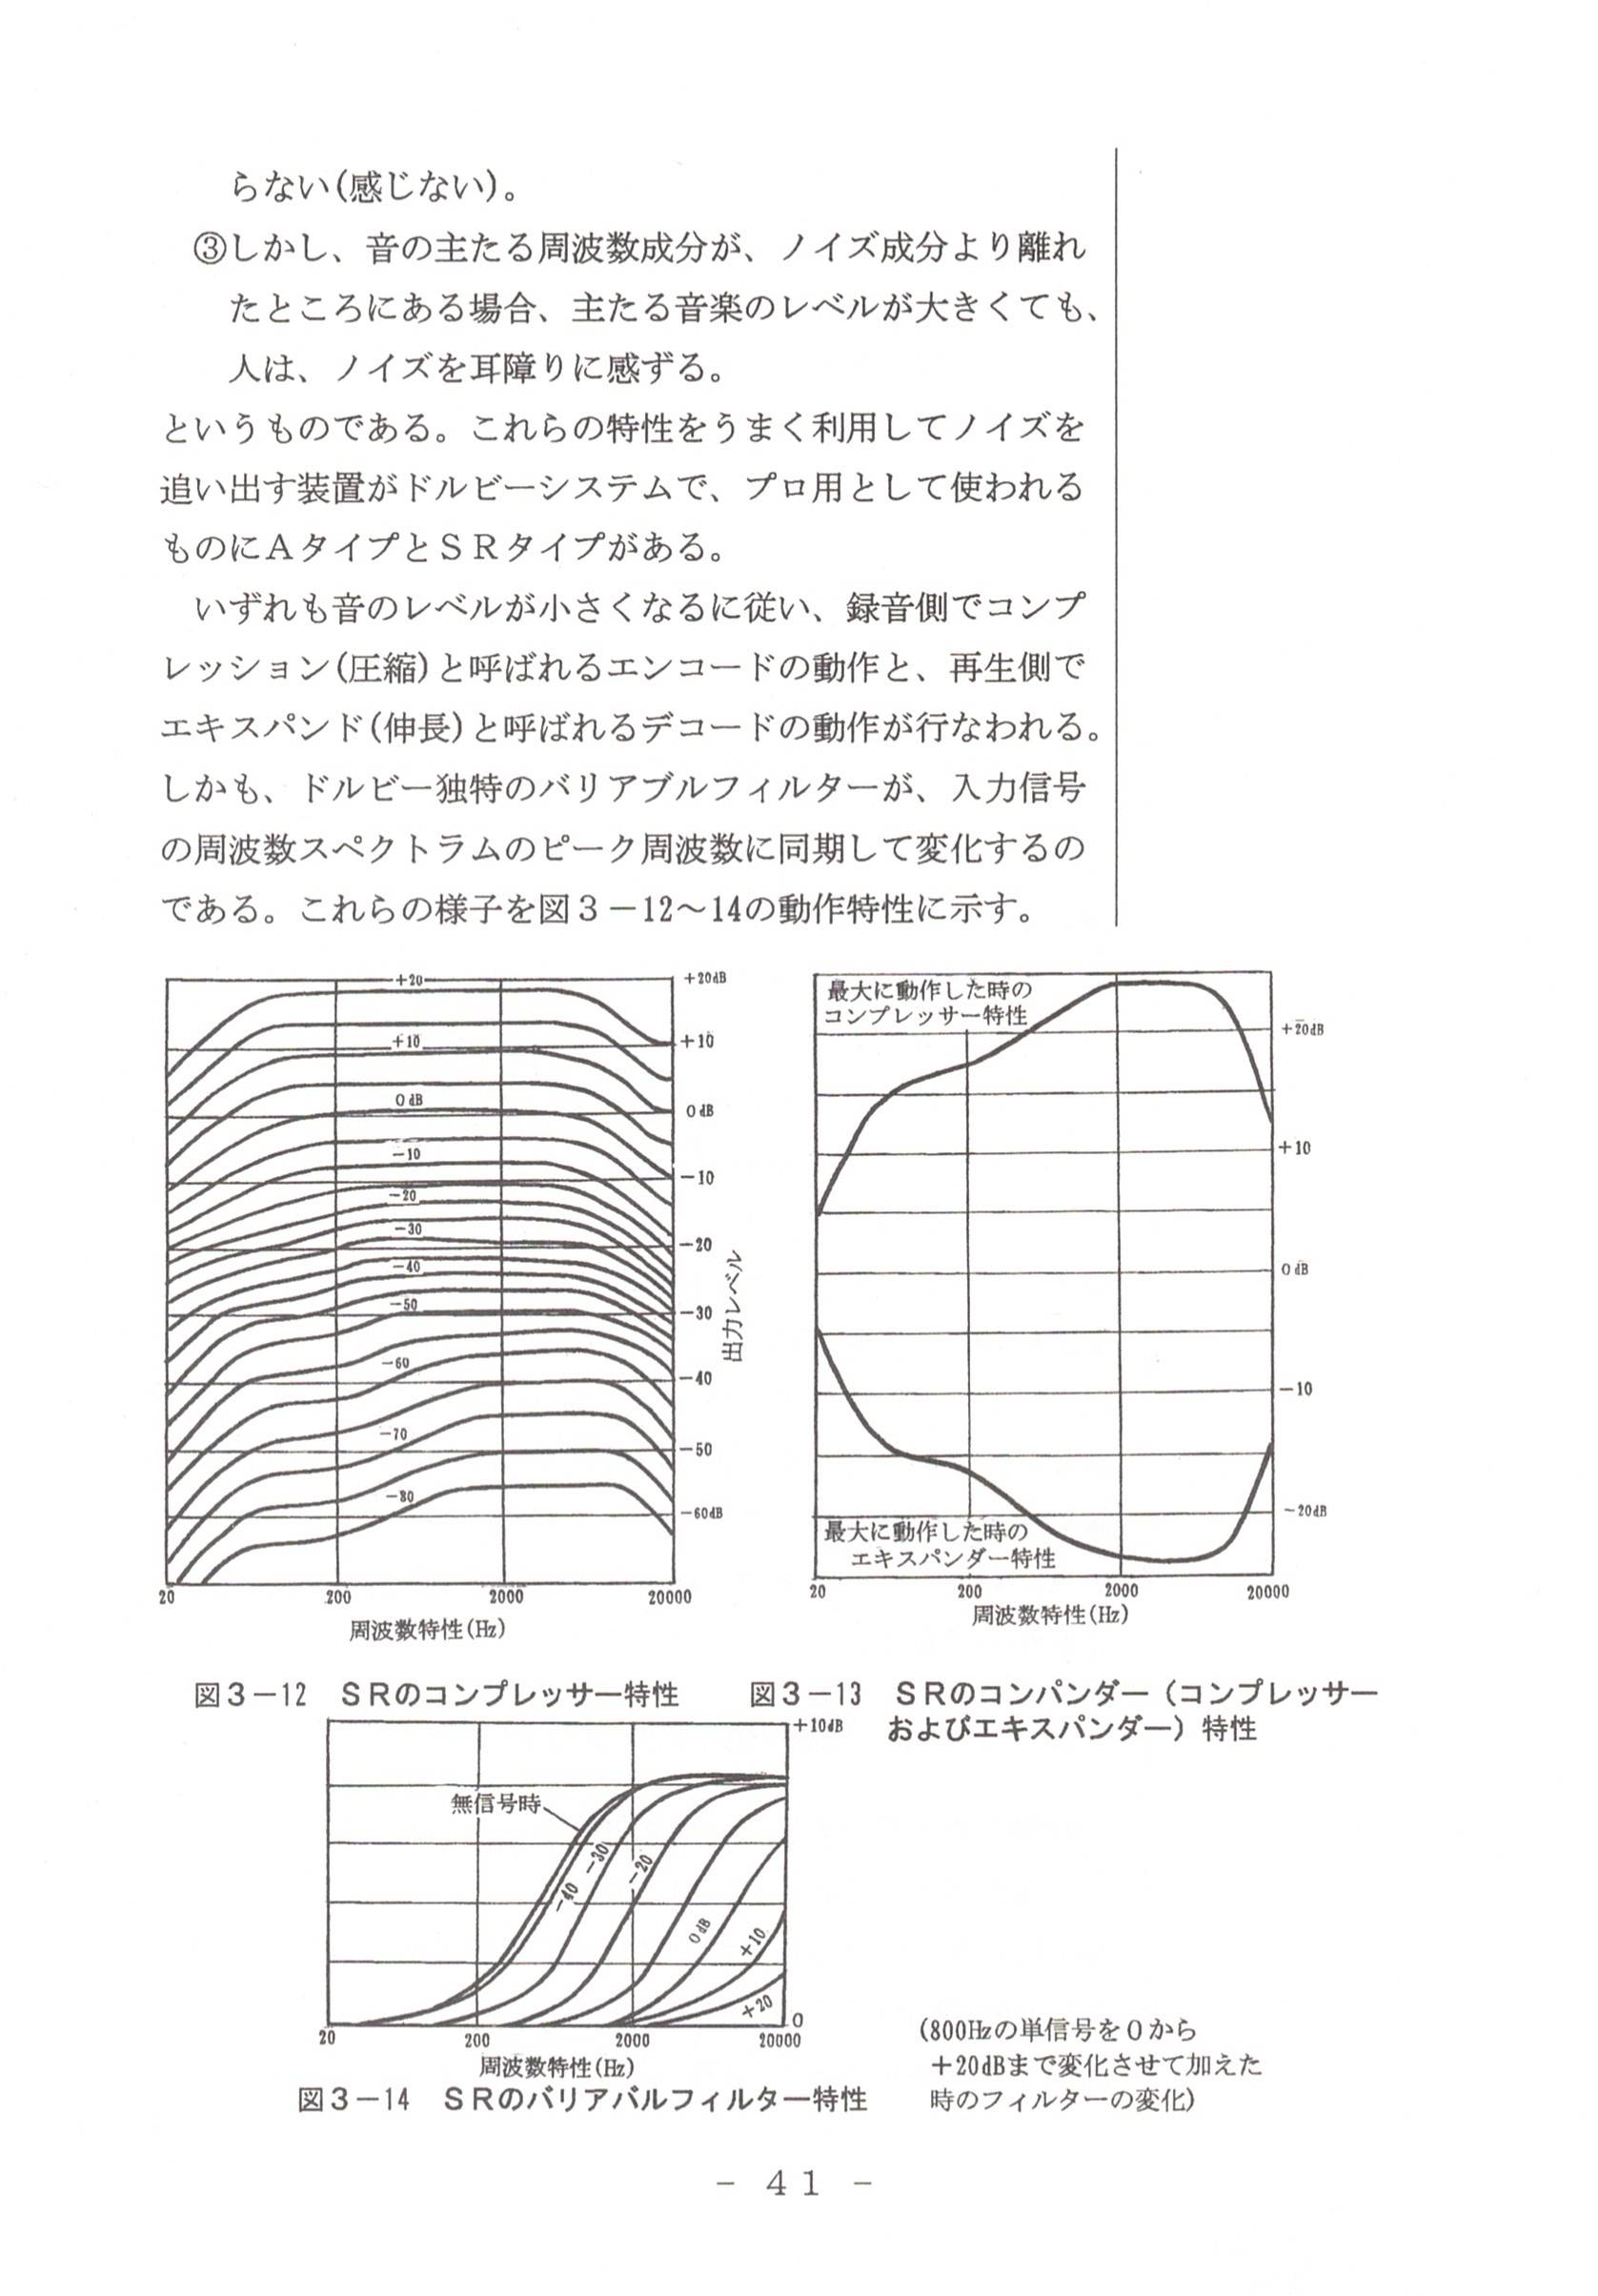 らない(感じない)。
③しかし、音の主たる周波数成分が、ノイズ成分より離れ
たところにある場合、主たる音楽のレベルが大きくても、
人は、ノイズを耳障りに感ずる。
というものである。これらの特性をうまく利用してノイズを
追い出す装置がドルビーシステムで、プロ用として使われる
ものにAタイプとSRタイプがある。
いずれも音のレベルが小さくなるに従い、録音側でコンプ
レッション(圧縮)と呼ばれるエンコードの動作と、再生側で
エキスパンド(伸長)と呼ばれるデコードの動作が行なわれる。
しかも、ドルビー独特のバリアブルフィルターが、入力信号
の周波数スペクトラムのピーク周波数に同期して変化するの
である。これらの様子を図3-12～14の動作特性に示す。
+20
+10
0dB
-10
-20
-30
-40
-50
-60
-70
-80
+20dB
+10
0dB
-10
-20
-30
-40
-50
-60dB
出力レベル
20 200 2000 20000
周波数特性(Hz)
図3-12 SRのコンプレッサー特性
最大に動作した時の
コンプレッサー特性
+20dB
+10
0dB
-10
-20dB
最大に動作した時の
エキスパンダー特性
20 200 2000 20000
周波数特性(Hz)
図3-13 SRのコンパンダー(コンプレッサー
およびエキスパンダー)特性
+10dB
無信号時
-40
-30
-20
0dB
+10
+20
0
20 200 2000 20000
周波数特性(Hz)
図3-14 SRのバリアバルフィルター特性
(800Hzの単信号を0から
+20dBまで変化させて加えた
時のフィルターの変化)
- 41 -